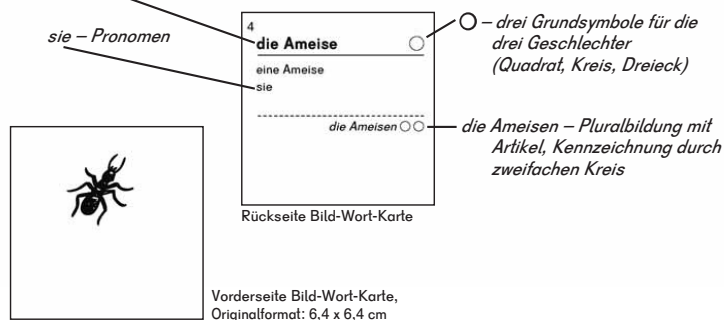 sie – Pronomen
4
die Ameise
eine Ameise
sie
die Ameisen
Rückseite Bild-Wort-Karte
– drei Grundsymbole für die
drei Geschlechter
(Quadrat, Kreis, Dreieck)
die Ameisen – Pluralbildung mit
Artikel, Kennzeichnung durch
zweifachen Kreis
Vorderseite Bild-Wort-Karte,
Originalformat: 6,4 x 6,4 cm